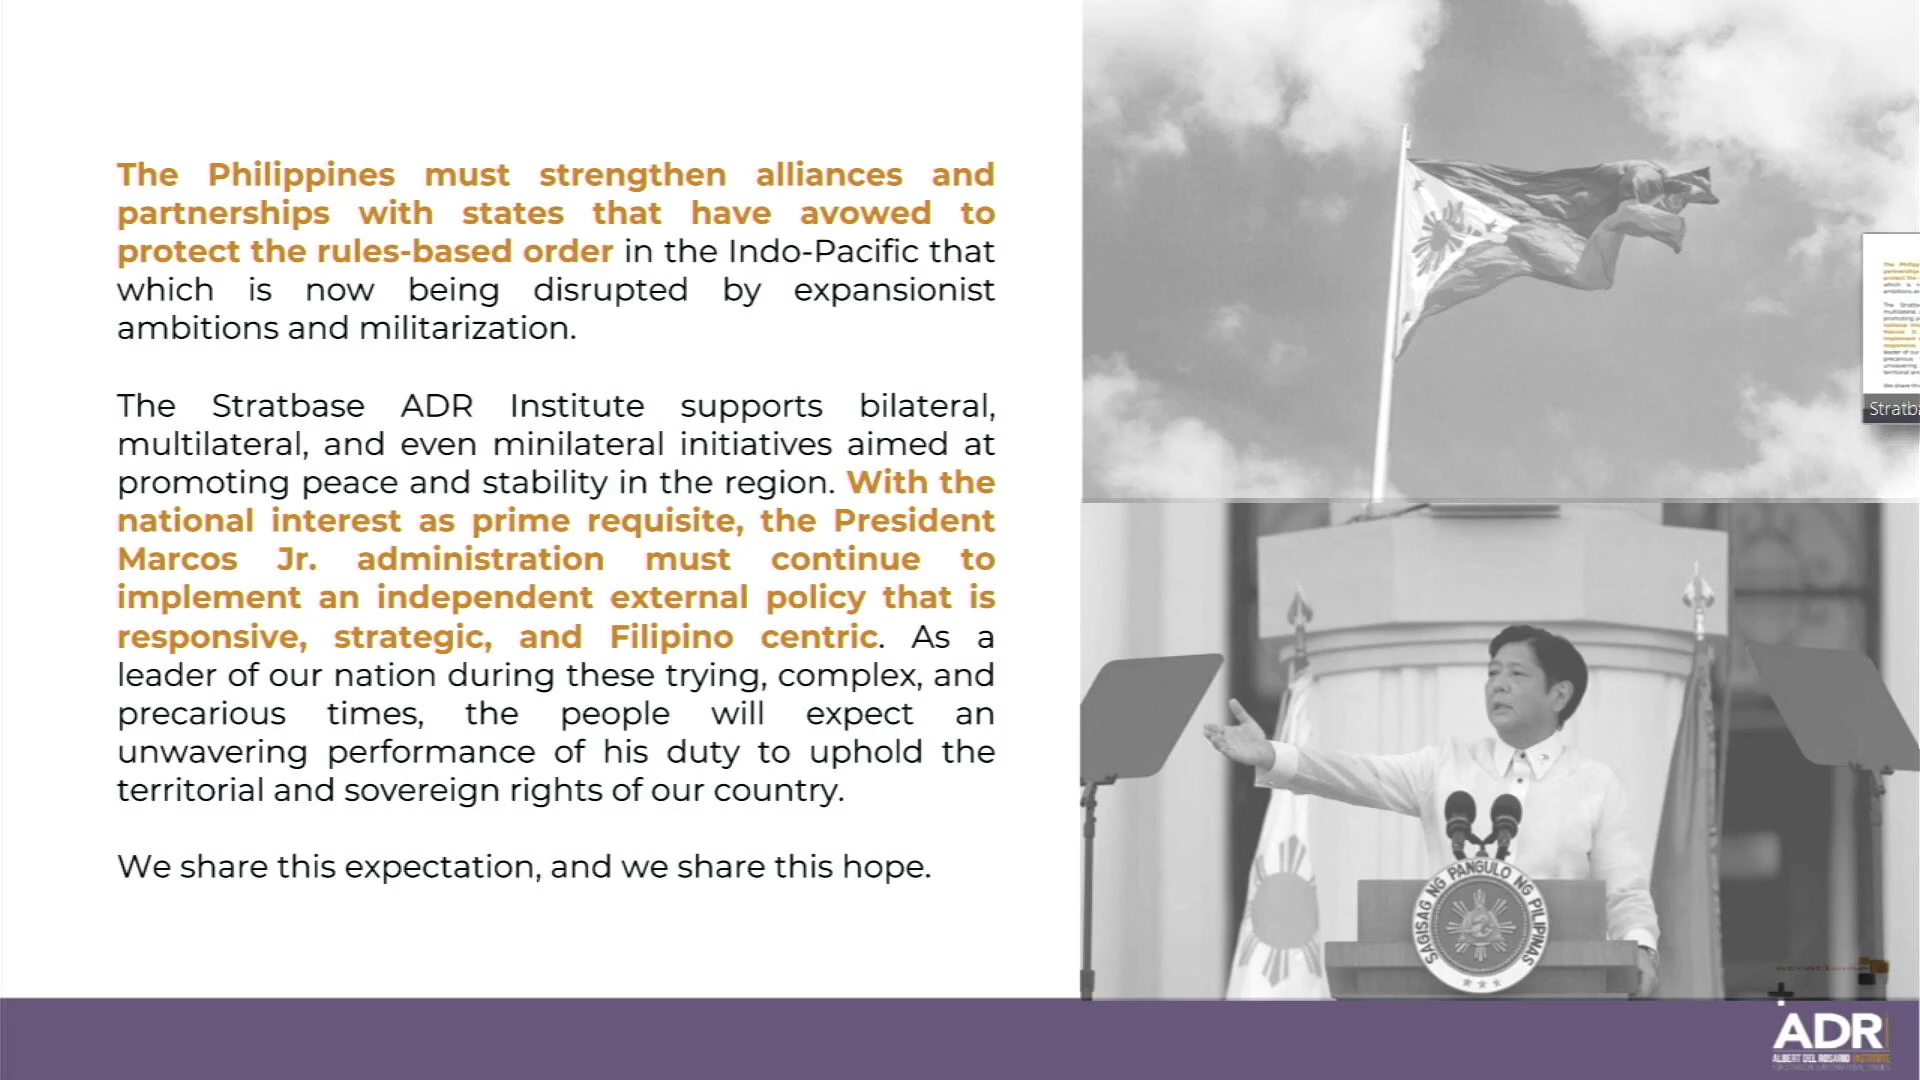 The Philippines must strengthen alliances and
partnerships with states that have avowed to
protect the rules-based order in the Indo-Pacific that
which is now being disrupted by expansionist
ambitions and militarization.
The Stratbase ADR Institute supports bilateral,
multilateral, and even minilateral initiatives aimed at
promoting peace and stability in the region. With the
national interest as prime requisite, the President
Marcos Jr. administration must continue to
implement an independent external policy that is
responsive, strategic, and Filipino centric. As a
leader of our nation during these trying, complex, and
precarious times, the people will expect an
unwavering performance of his duty to uphold the
territorial and sovereign rights of our country.
We share this expectation, and we share this hope.
Stratb
SAGISAG NG PANGULO NG PILIPINAS
stratbase
ADR
ALBERT DEL ROSARIO INSTITUTE